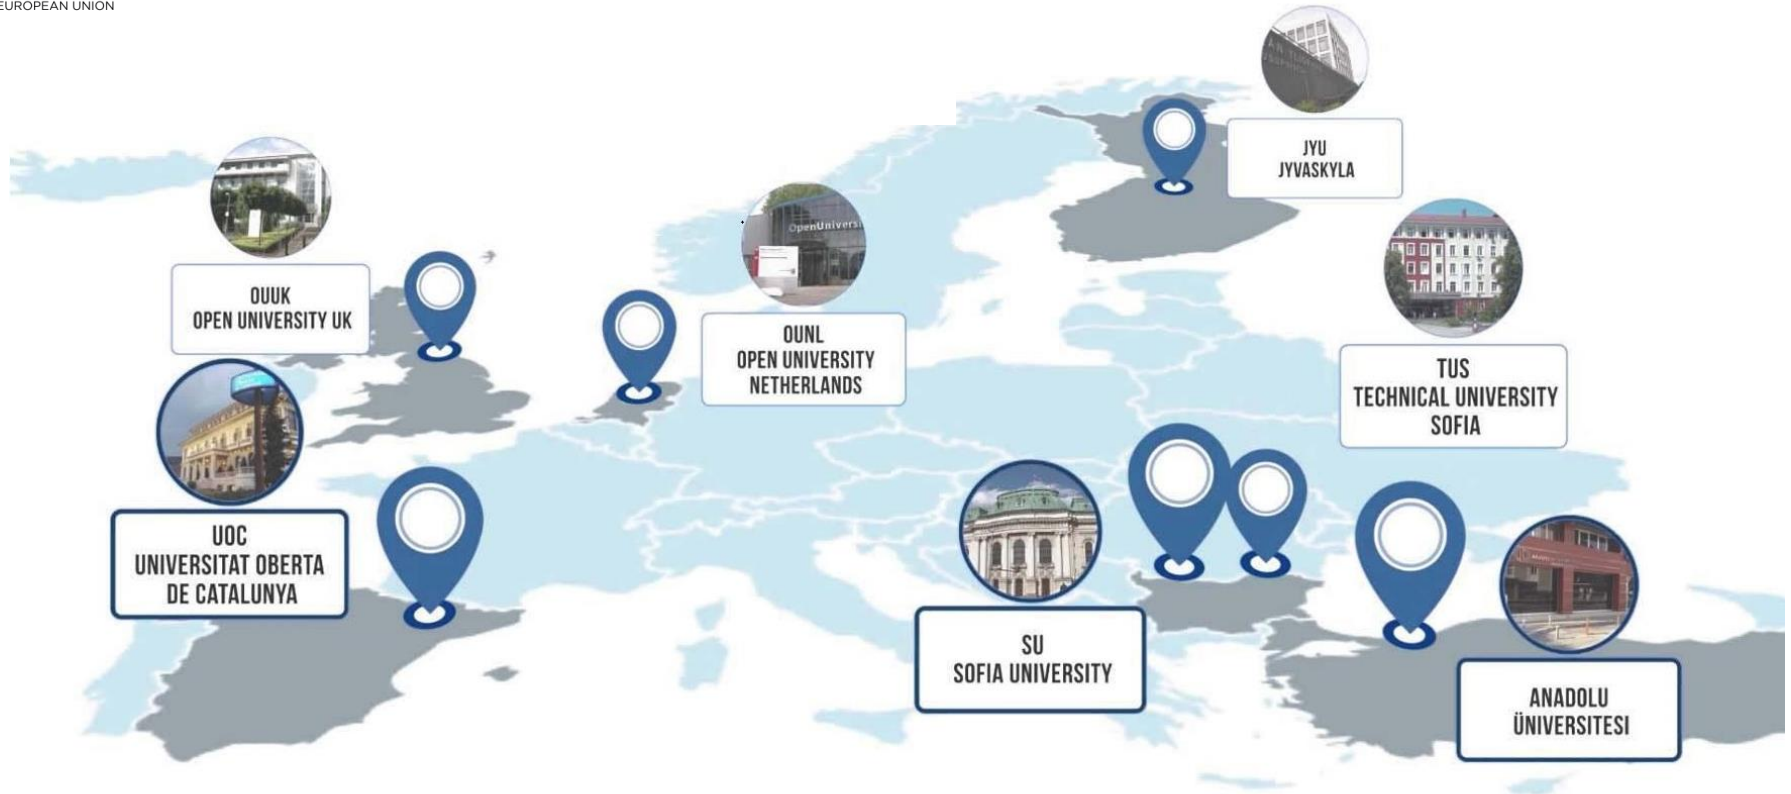 EUROPEAN UNION
JYU
JYVASKYLA
OUUK
OPEN UNIVERSITY UK
OpenUniversi
OUNL
OPEN UNIVERSITY
NETHERLANDS
TUS
TECHNICAL UNIVERSITY
SOFIA
UOC
UNIVERSITAT OBERTA
DE CATALUNYA
SU
SOFIA UNIVERSITY
ANADOLU
ÜNIVERSITESI